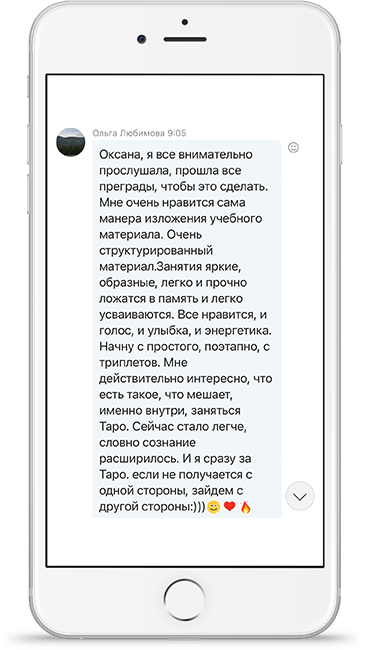 Ольга Любимова 9:05
Оксана, я все внимательно
прослушала, прошла все
преграды, чтобы это сделать.
Мне очень нравится сама
манера изложения учебного
материала. Очень
структурированный
материал.Занятия яркие,
образные, легко и прочно
ложатся в память и легко
усваиваются. Все нравится, и
голос, и улыбка, и энергетика.
Начну с простого, поэтапно, с
триплетов. Мне
действительно интересно, что
есть такое, что мешает,
именно внутри, заняться
Таро. Сейчас стало легче,
словно сознание
расширилось. И я сразу за
Таро. если не получается с
одной стороны, зайдем с
другой стороны:)))😊❤️🔥